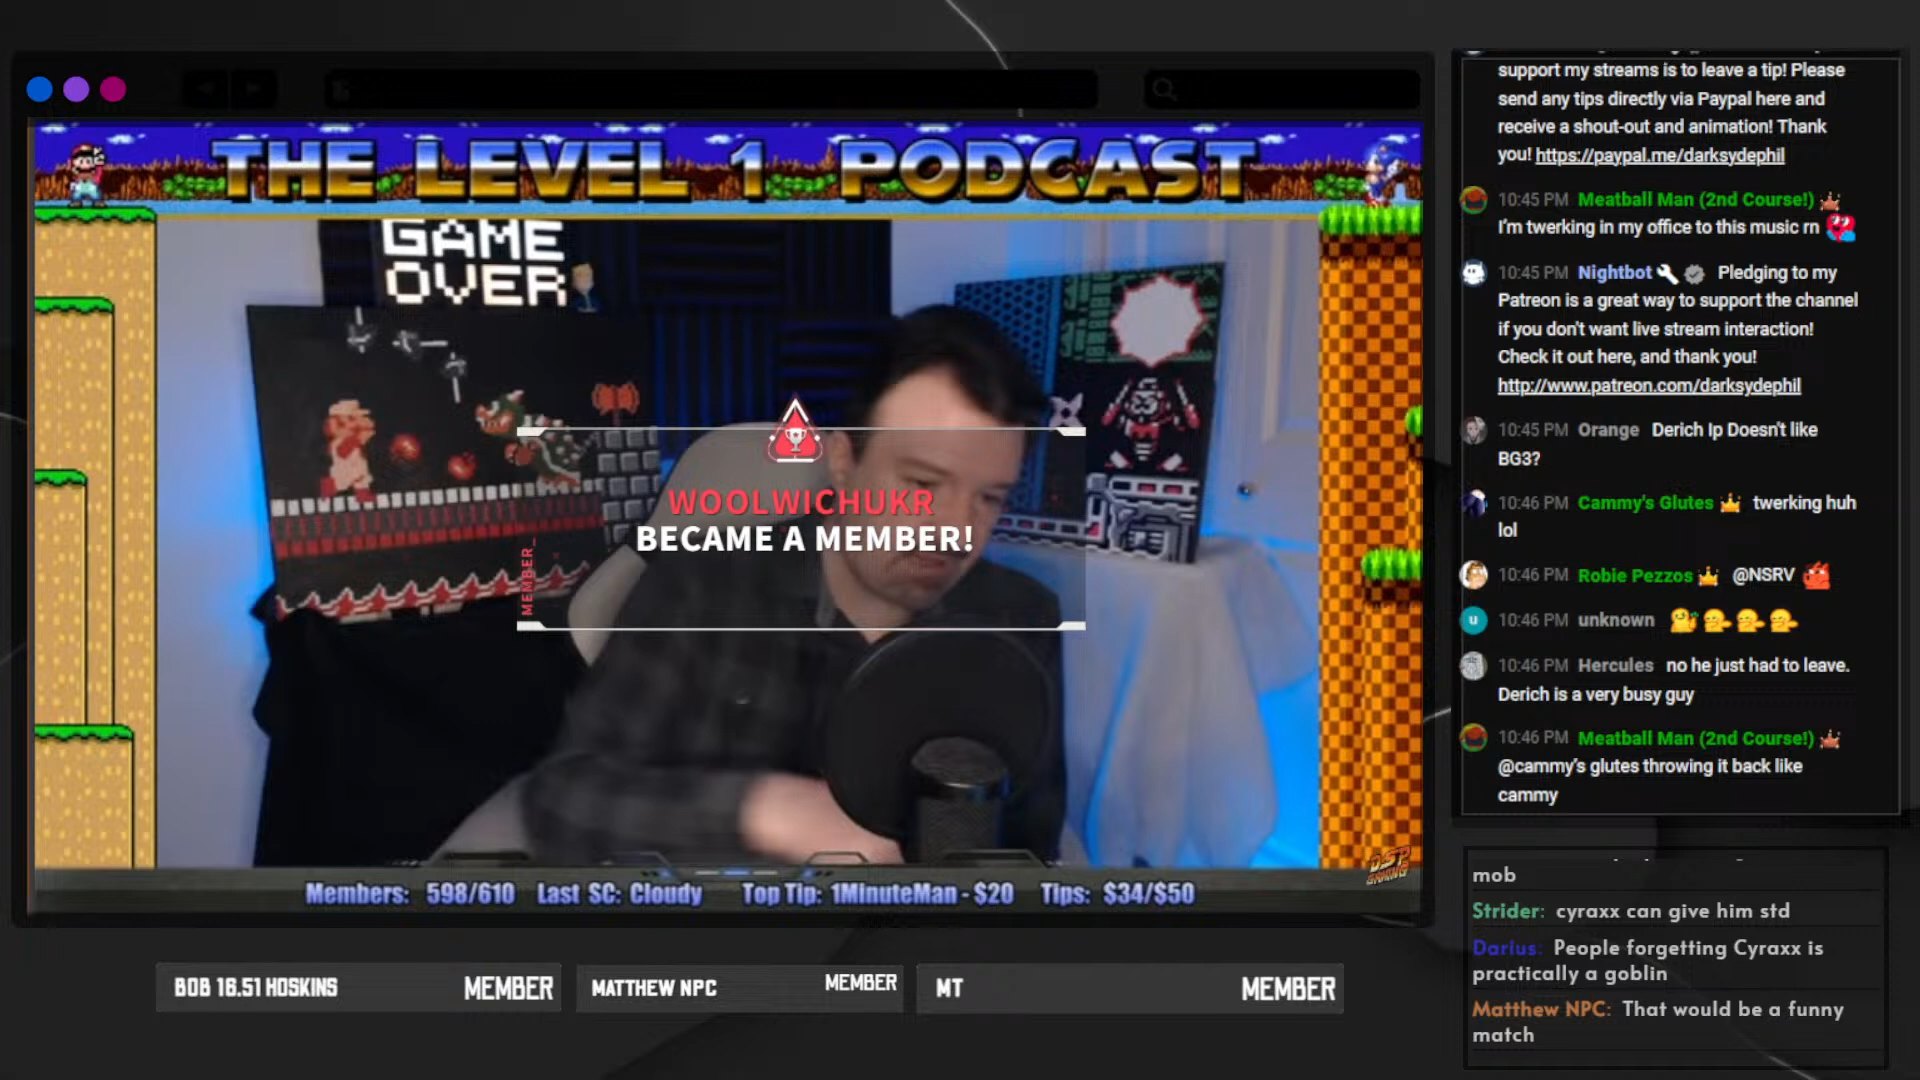 THE LEVEL 1 PODCAST
GAME
OVER
WOOLWICHUKR
BECAME A MEMBER!
MEMBER_
DSP
GAMING
Members: 598/610 Last SC: Cloudy Top Tip: 1MinuteMan - $20 Tips: $34/$50
BOB 16.51 HOSKINS MEMBER
MATTHEW NPC MEMBER
MT MEMBER
support my streams is to leave a tip! Please
send any tips directly via Paypal here and
receive a shout-out and animation! Thank
you! https://paypal.me/darksydephil
10:45 PM Meatball Man (2nd Course!)
I'm twerking in my office to this music rn
10:45 PM Nightbot Pledging to my
Patreon is a great way to support the channel
if you don't want live stream interaction!
Check it out here, and thank you!
http://www.patreon.com/darksydephil
10:45 PM Orange Derich Ip Doesn't like
BG3?
10:46 PM Cammy's Glutes twerking huh
lol
10:46 PM Robie Pezzos @NSRV
u 10:46 PM unknown
10:46 PM Hercules no he just had to leave.
Derich is a very busy guy
10:46 PM Meatball Man (2nd Course!)
@cammy's glutes throwing it back like
cammy
mob
Strider: cyraxx can give him std
Darius: People forgetting Cyraxx is
practically a goblin
Matthew NPC: That would be a funny
match